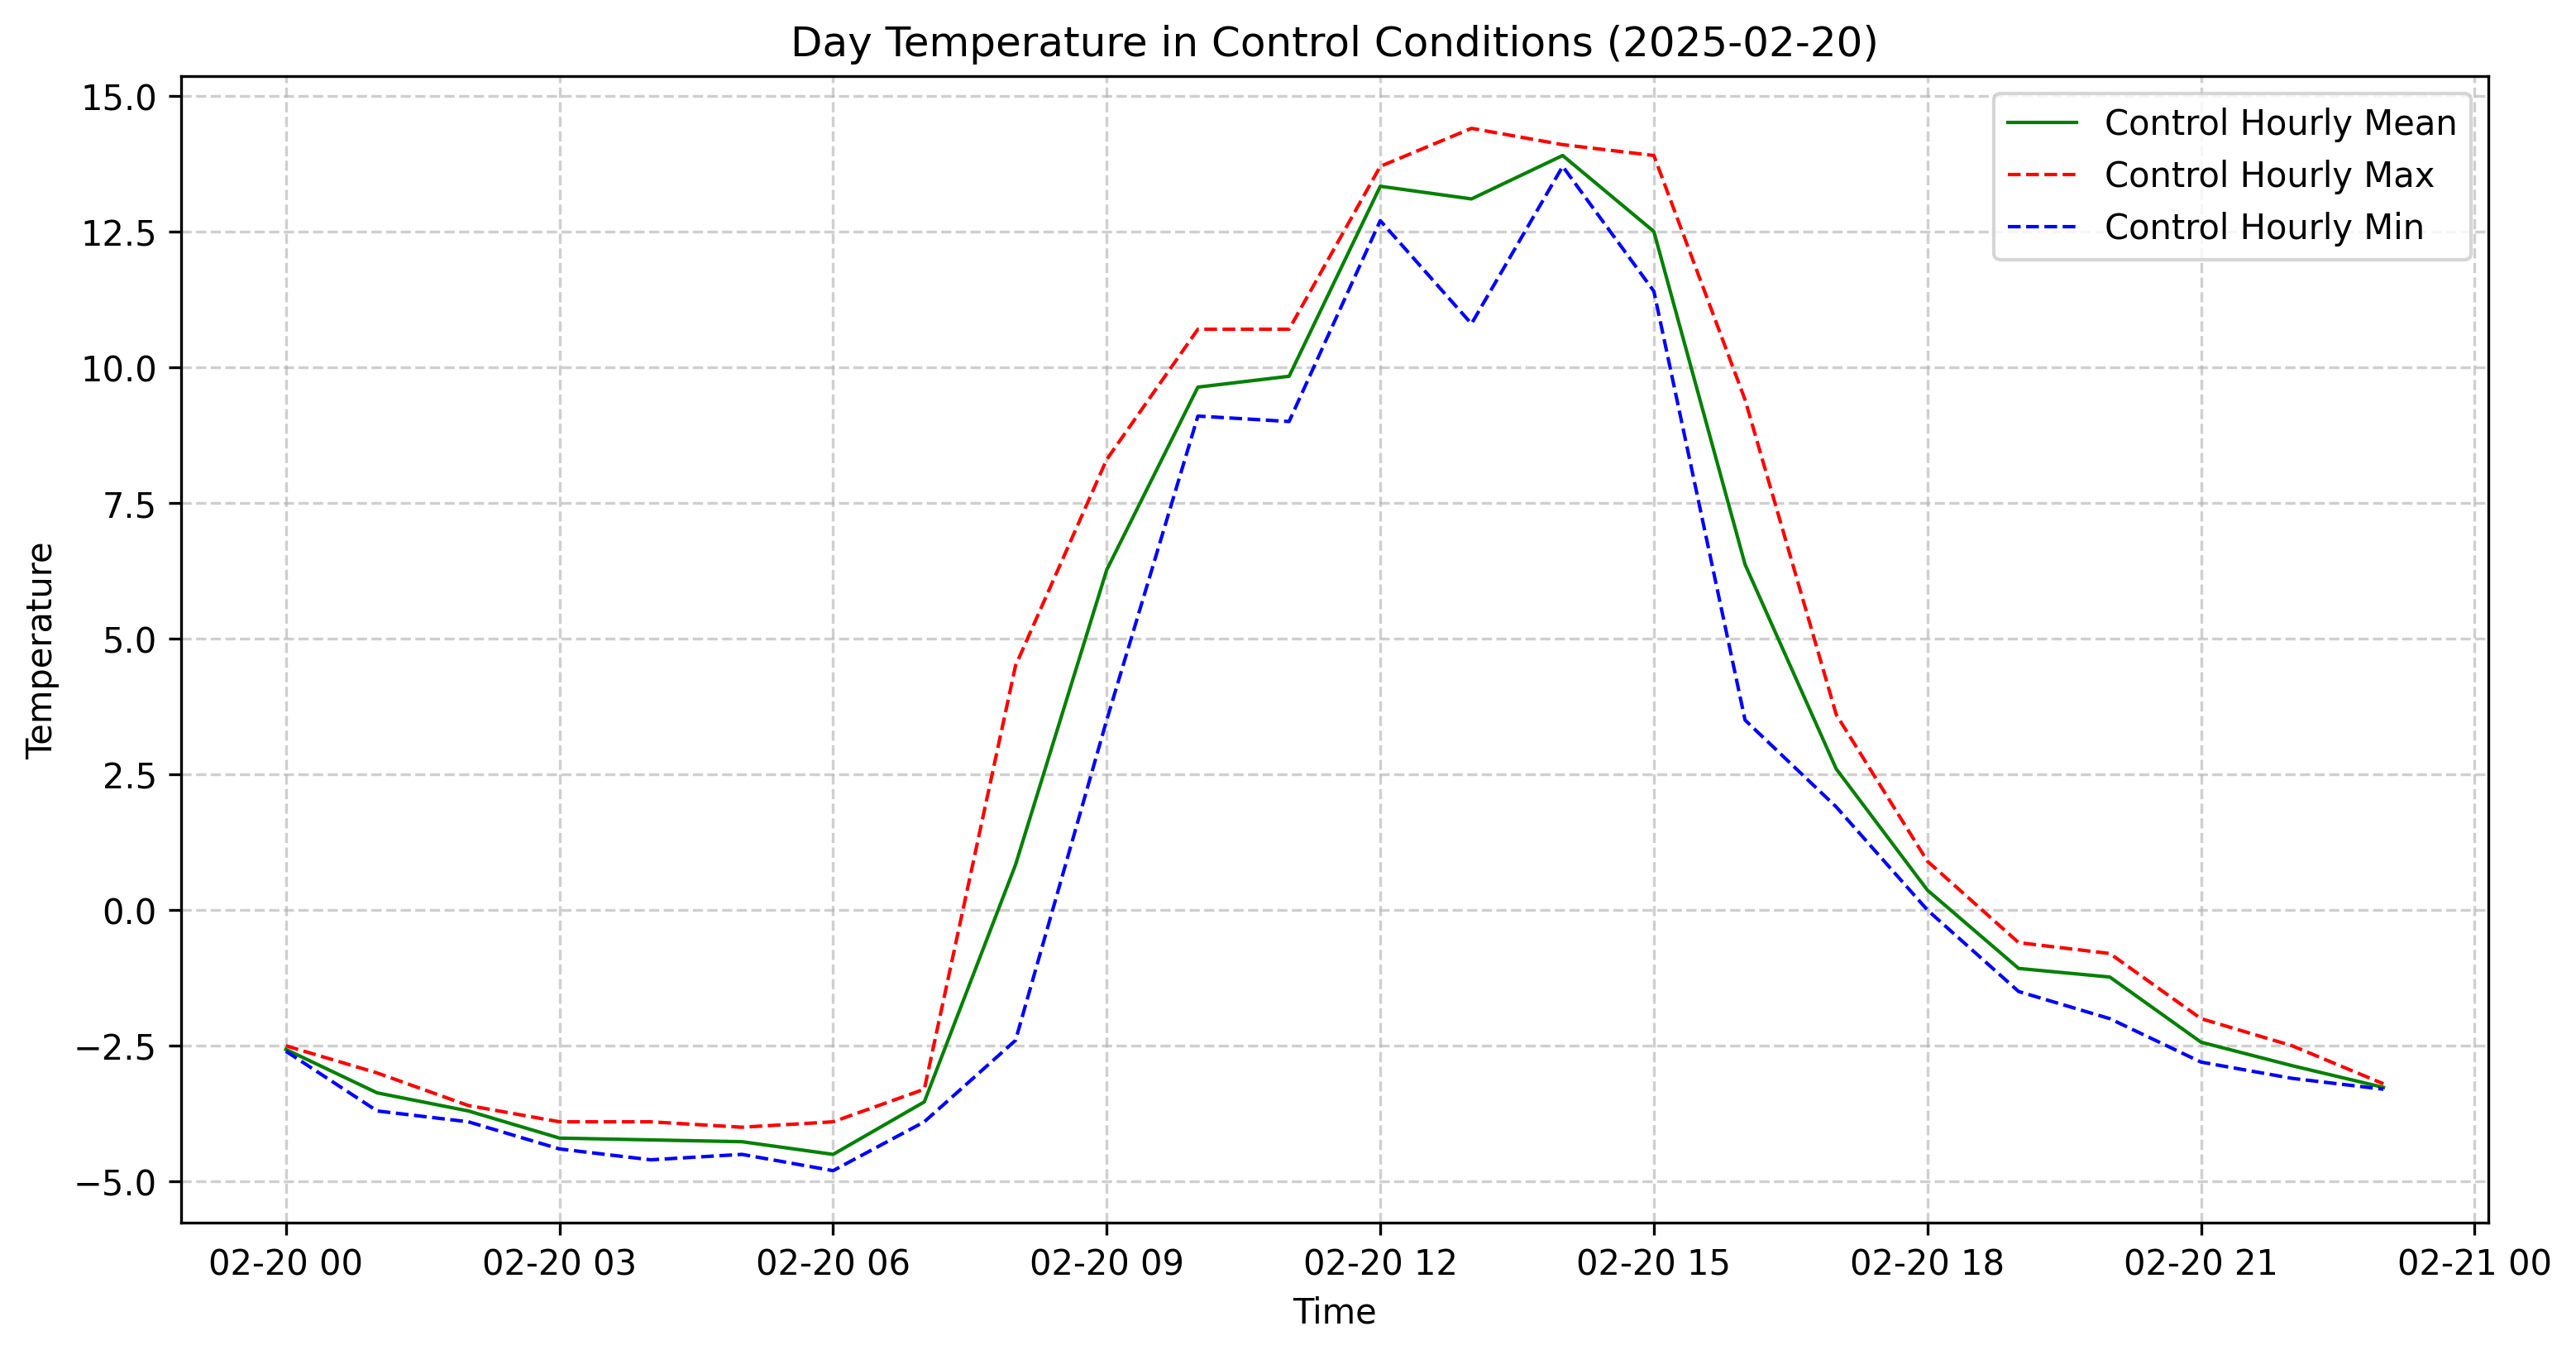 Day Temperature in Control Conditions (2025-02-20)
15.0
12.5
10.0
7.5
5.0
2.5
0.0
−2.5
−5.0
Temperature
Control Hourly Mean
Control Hourly Max
Control Hourly Min
02-20 00 02-20 03 02-20 06 02-20 09 02-20 12 02-20 15 02-20 18 02-20 21 02-21 00
Time